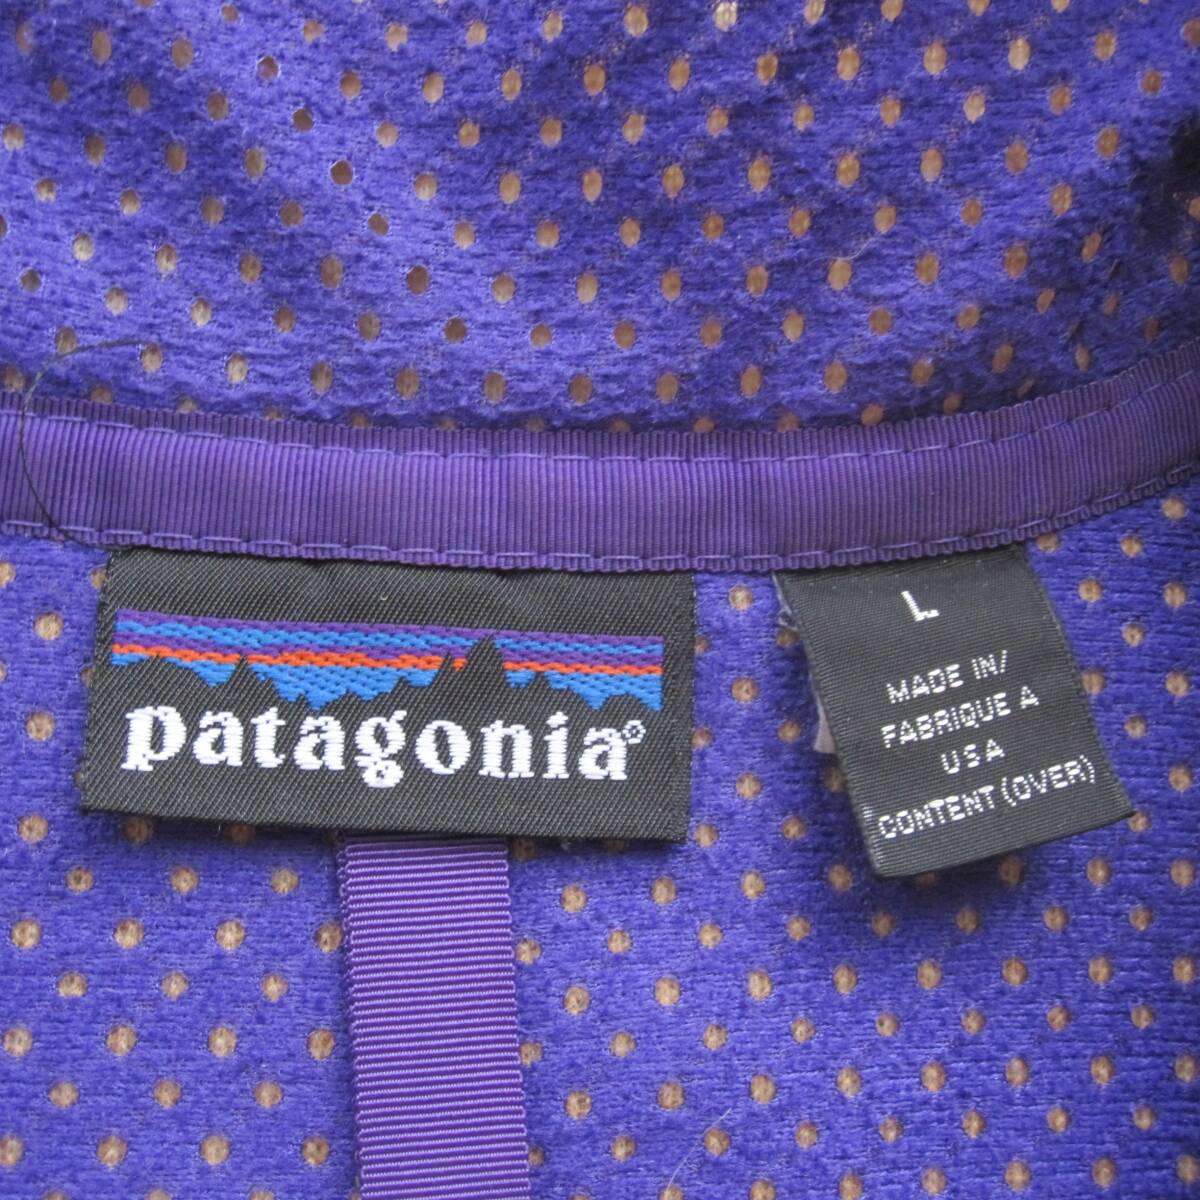 patagonia®
L
MADE IN/
FABRIQUE A
USA
CONTENT (OVER)